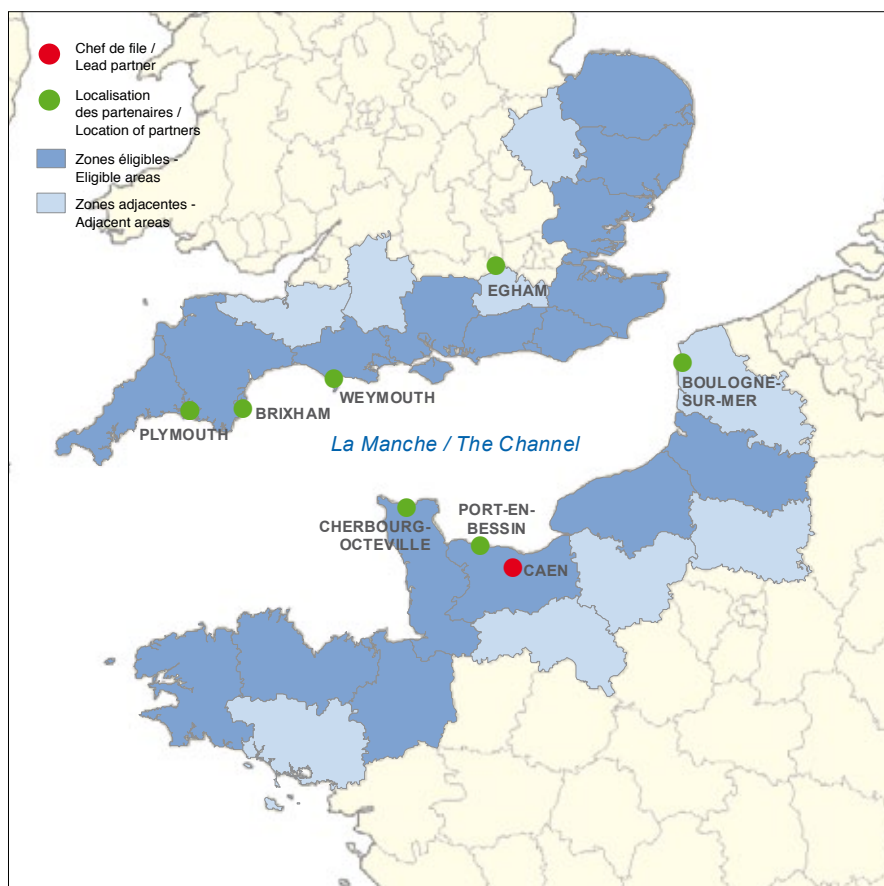 Chef de file /
Lead partner
Localisation
des partenaires /
Location of partners
Zones éligibles -
Eligible areas
Zones adjacentes -
Adjacent areas
EGHAM
BOULOGNE-
SUR-MER
WEYMOUTH
BRIXHAM
PLYMOUTH
La Manche / The Channel
CHERBOURG-
OCTEVILLE
PORT-EN-
BESSIN
CAEN